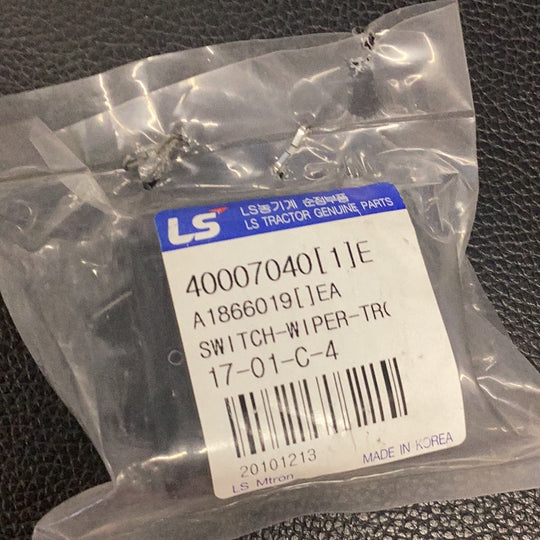 LS
LS농기계 순정부품
LS TRACTOR GENUINE PARTS
40007040[1]E
A1866019[]EA
SWITCH-WIPER-TR
17-01-C-4
20101213
MADE IN KOREA
LS Mtron